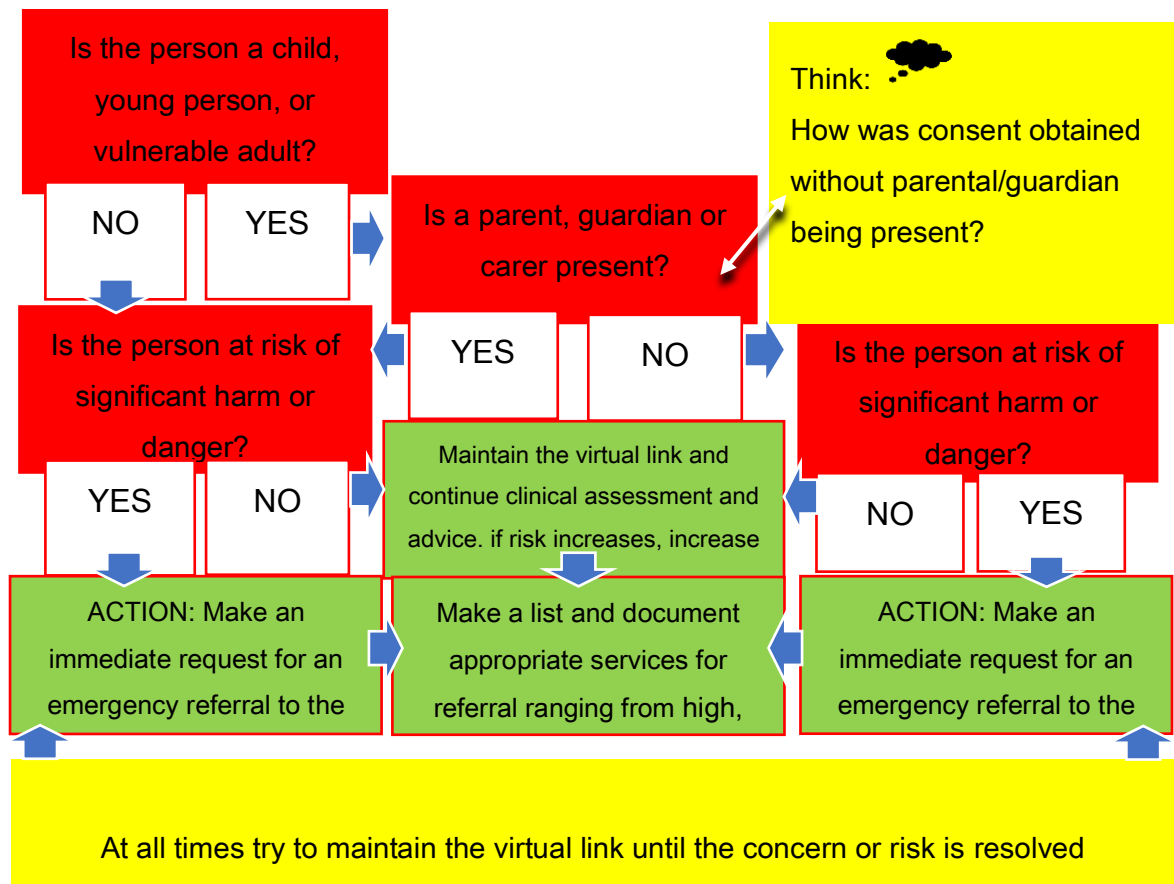 Is the person a child,
young person, or
vulnerable adult?
NO
YES
Think:
How was consent obtained
without parental/guardian
being present?
Is a parent, guardian or
carer present?
YES
NO
Is the person at risk of
significant harm or
danger?
YES
NO
Is the person at risk of
significant harm or
danger?
NO
YES
Maintain the virtual link and
continue clinical assessment and
advice. if risk increases, increase
ACTION: Make an
immediate request for an
emergency referral to the
Make a list and document
appropriate services for
referral ranging from high,
ACTION: Make an
immediate request for an
emergency referral to the
At all times try to maintain the virtual link until the concern or risk is resolved